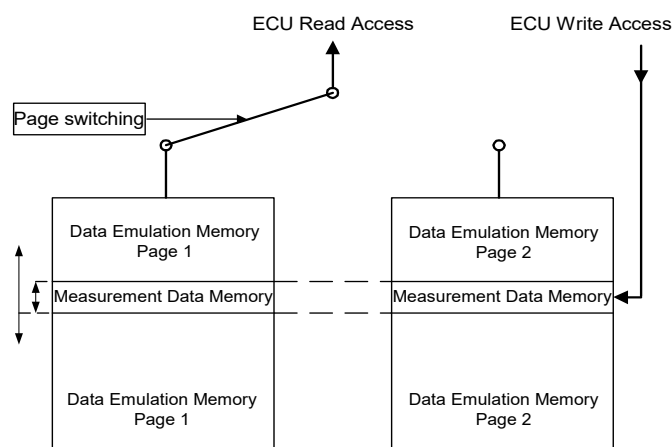 ECU Read Access
ECU Write Access
Page switching
Data Emulation Memory
Page 1
Data Emulation Memory
Page 2
Measurement Data Memory
Measurement Data Memory
Data Emulation Memory
Page 1
Data Emulation Memory
Page 2